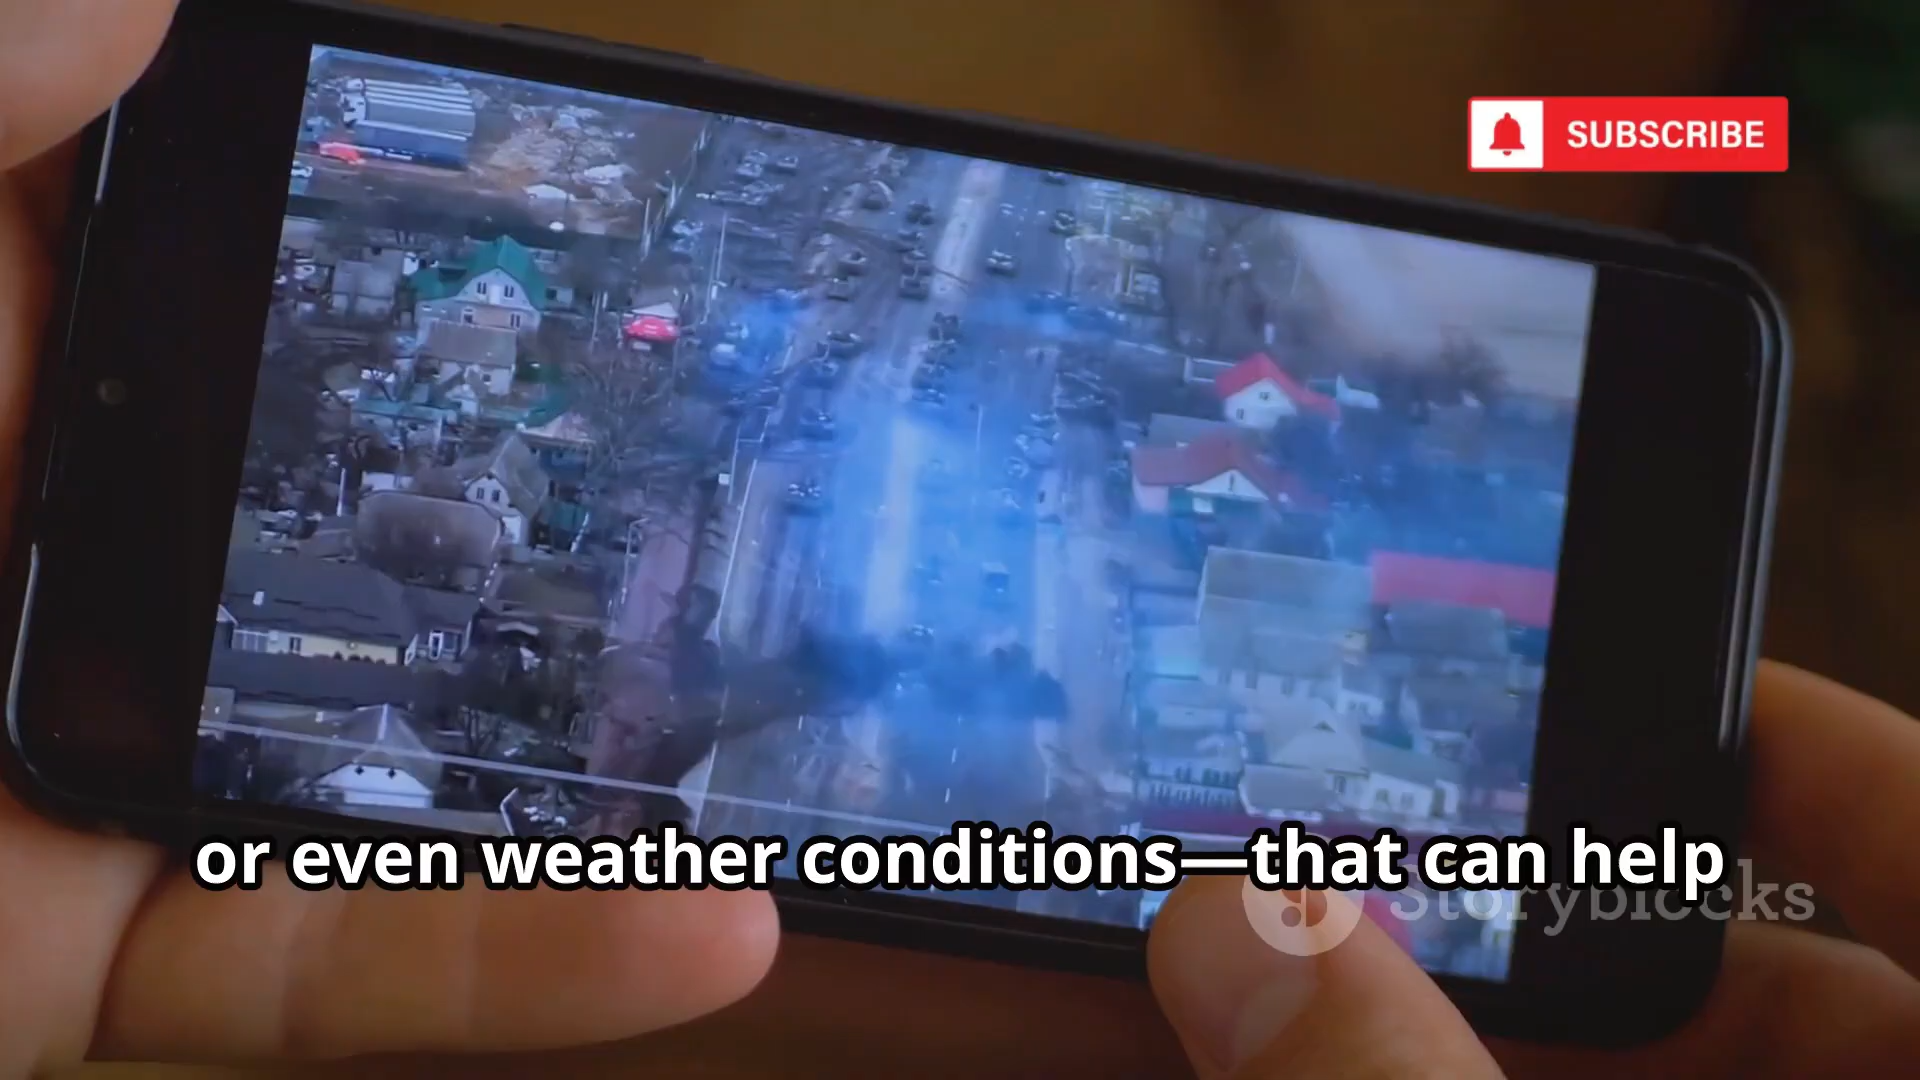 SUBSCRIBE
or even weather conditions—that can help
Storyblocks